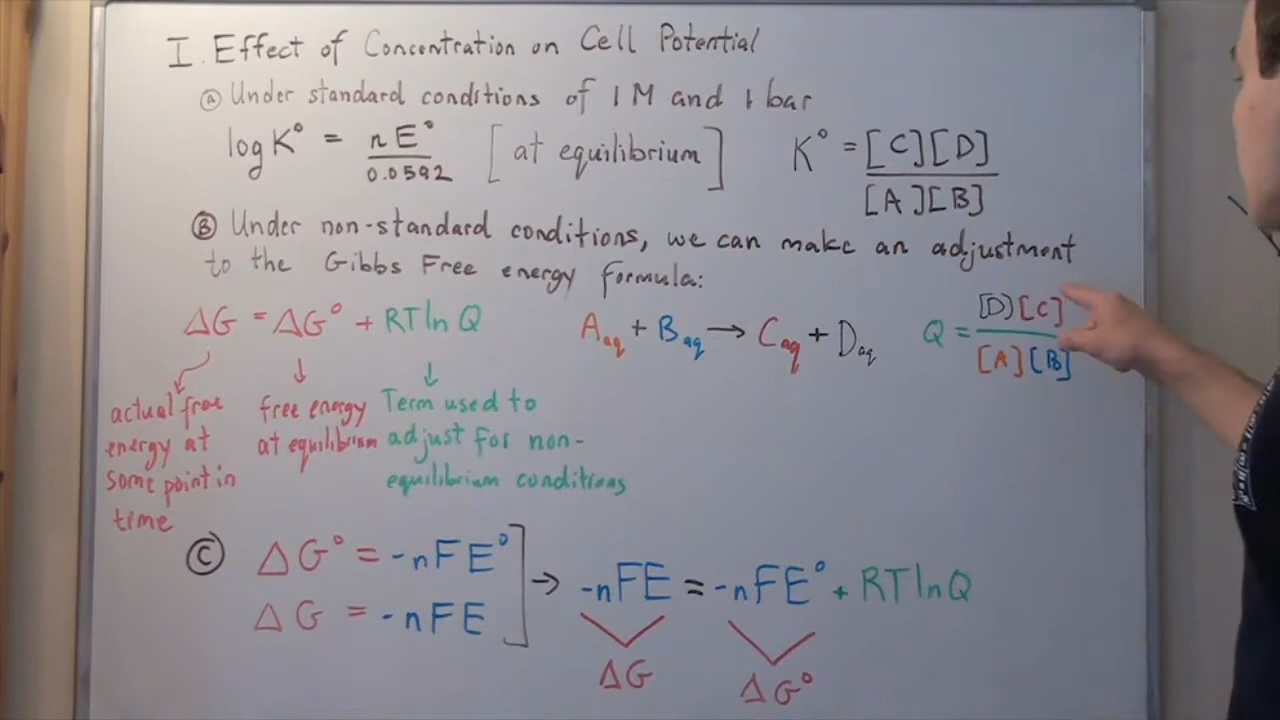 I. Effect of Concentration on Cell Potential
ⓐ Under standard conditions of 1 M and 1 bar
log K° = nE° / 0.0592 [at equilibrium] K° = [C][D] / [A][B]
Ⓑ Under non-standard conditions, we can make an adjustment
to the Gibbs Free energy formula:
ΔG = ΔG° + RT ln Q
Aaq + Baq → Caq + Daq
Q = [D][C] / [A][B]
actual free
energy at
some point in
time
free energy
at equilibrium
Term used to
adjust for non-
equilibrium conditions
Ⓒ ΔG° = -nFE°
ΔG = -nFE
→ -nFE = -nFE° + RT ln Q
ΔG
ΔG°